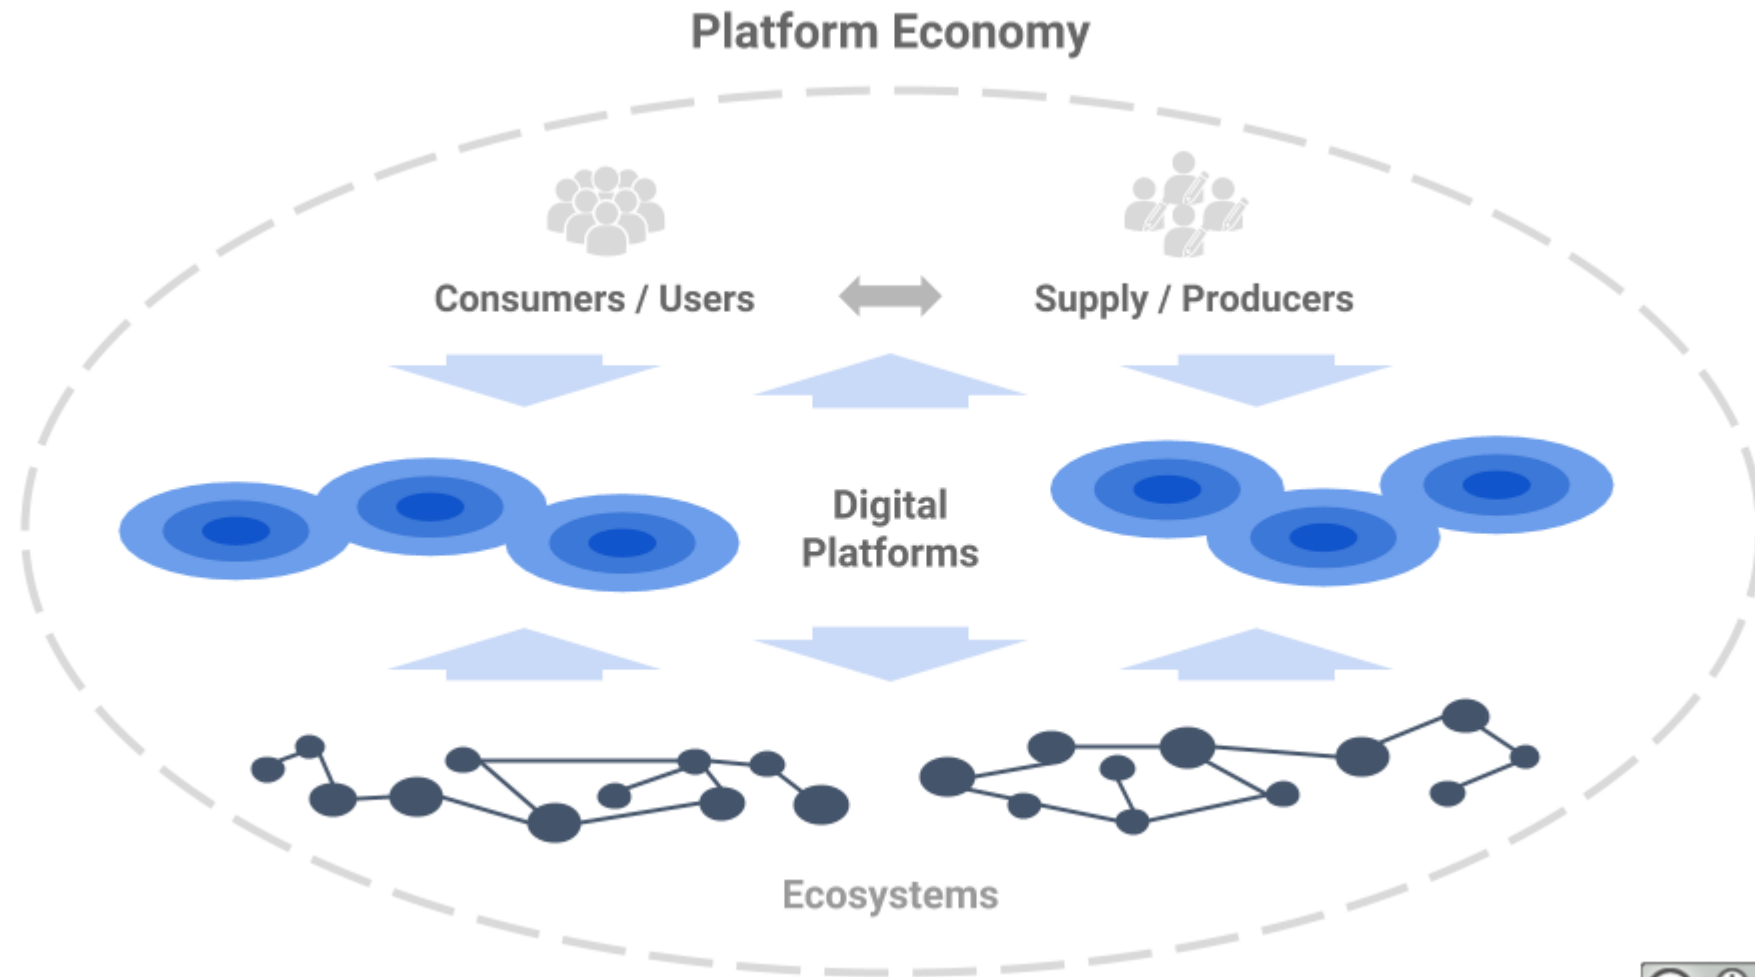 Platform Economy
Consumers / Users
Supply / Producers
Digital
Platforms
Ecosystems